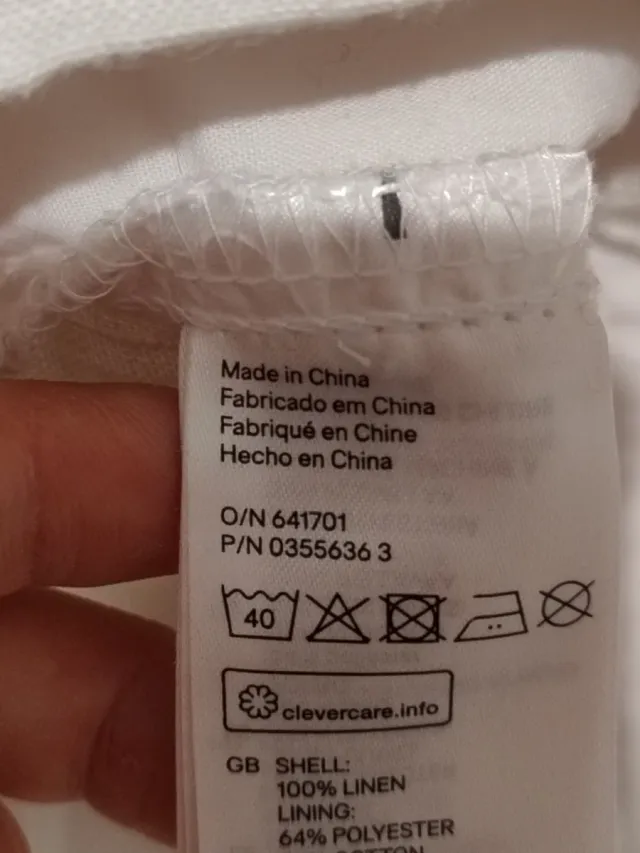 Made in China
Fabricado em China
Fabriqué en Chine
Hecho en China
O/N 641701
P/N 0355636 3
40
clevercare.info
GB SHELL:
100% LINEN
LINING:
64% POLYESTER
COTTON